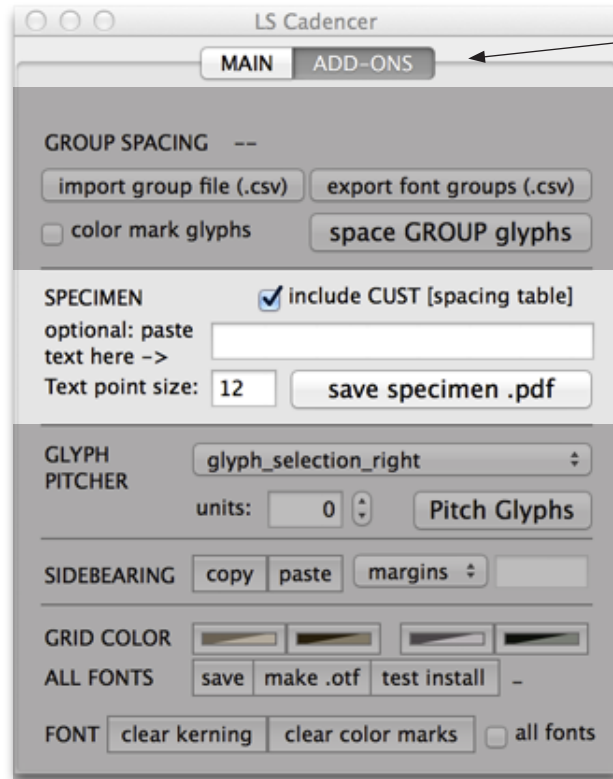 LS Cadencer
MAIN ADD-ONS
GROUP SPACING --
import group file (.csv) export font groups (.csv)
color mark glyphs space GROUP glyphs
SPECIMEN include CUST [spacing table]
optional: paste
text here ->
Text point size: 12 save specimen .pdf
GLYPH
PITCHER glyph_selection_right
units: 0 Pitch Glyphs
SIDEBEARING copy paste margins
GRID COLOR
ALL FONTS save make .otf test install -
FONT clear kerning clear color marks all fonts